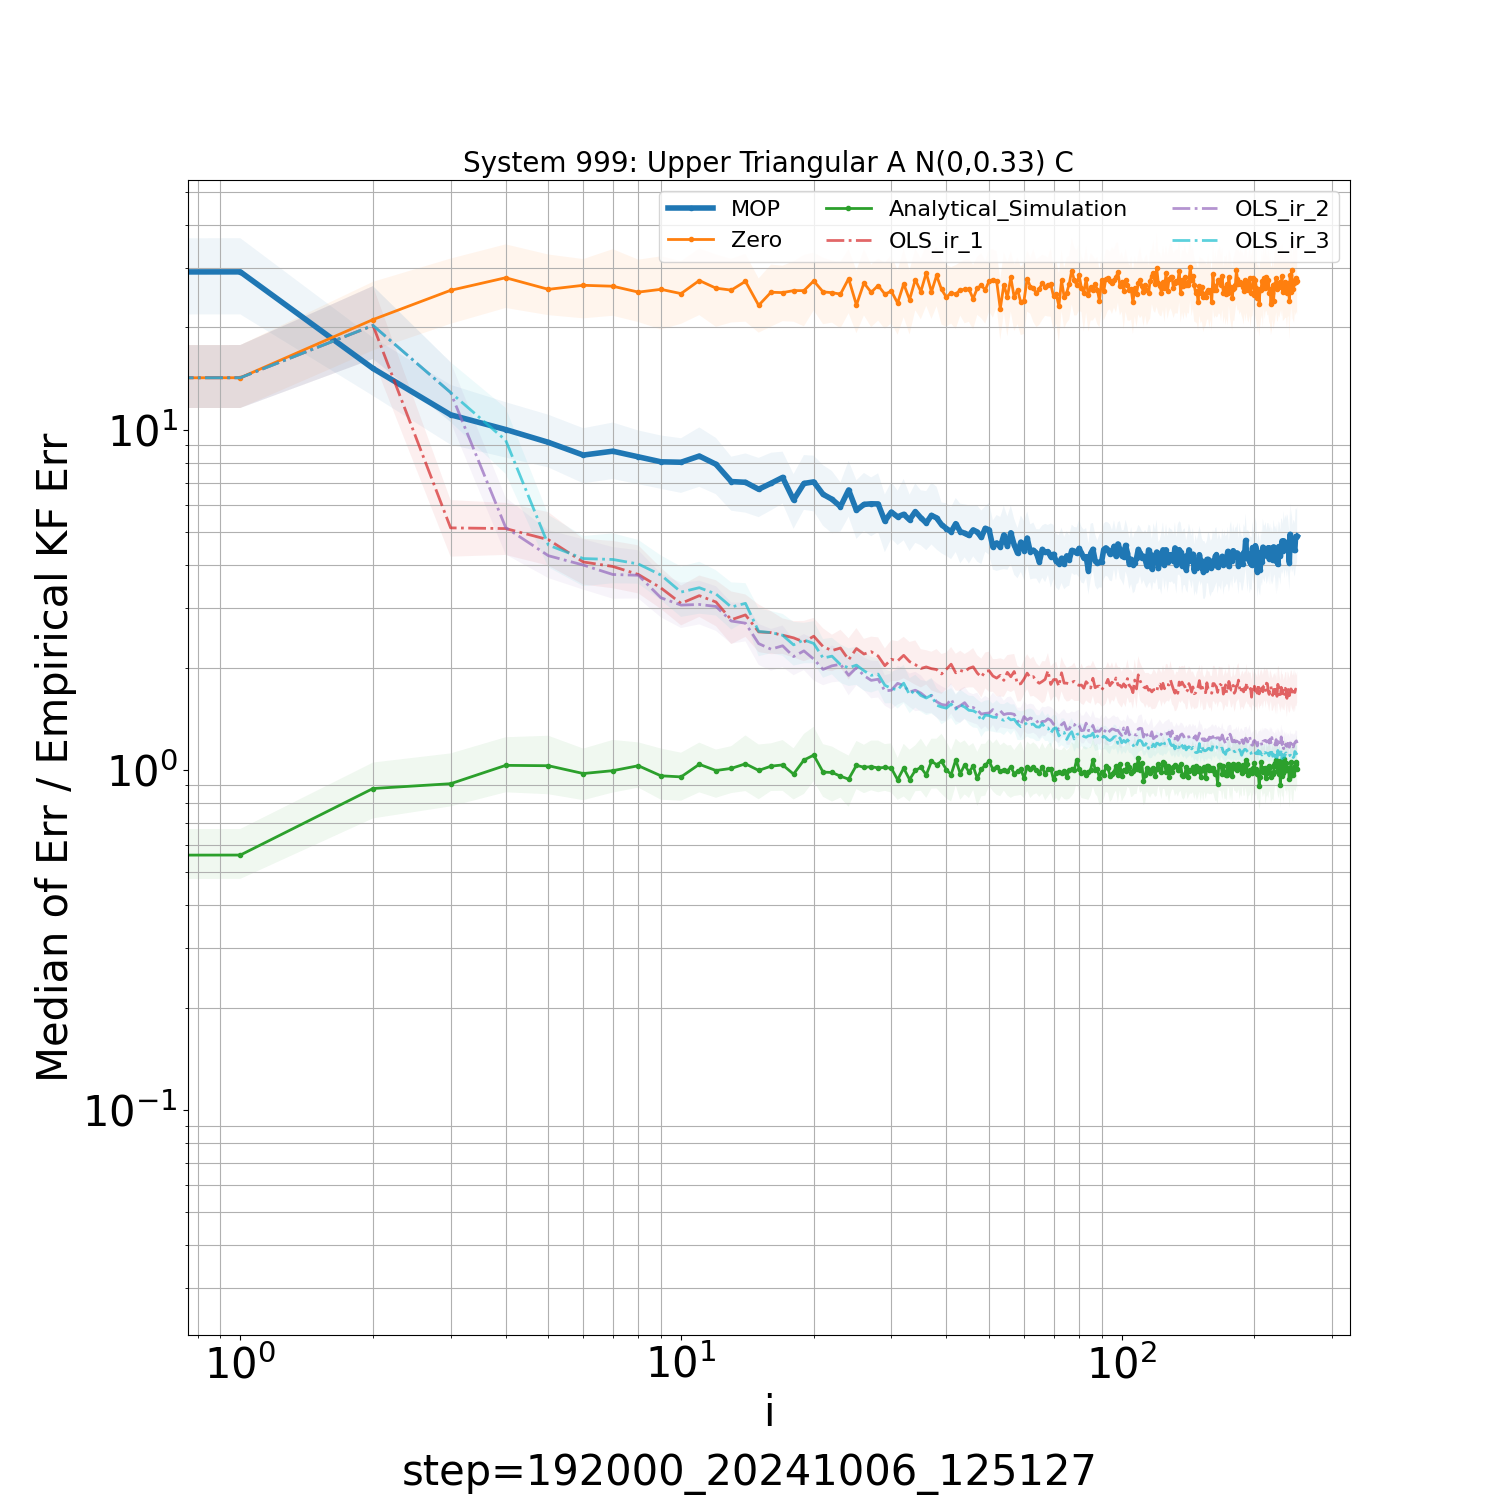 System 999: Upper Triangular A N(0,0.33) C
MOP
Zero
Analytical_Simulation
OLS_ir_1
OLS_ir_2
OLS_ir_3
Median of Err / Empirical KF Err
10¹
10⁰
10⁻¹
10⁰
10¹
10²
i
step=192000_20241006_125127